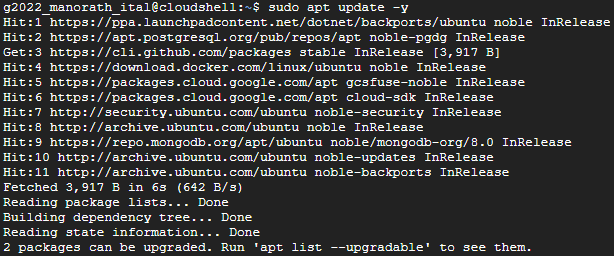 g2022_manorath_ital@cloudshell:~$ sudo apt update -y
Hit:1 https://ppa.launchpadcontent.net/dotnet/backports/ubuntu noble InRelease
Hit:2 https://apt.postgresql.org/pub/repos/apt noble-pgdg InRelease
Get:3 https://cli.github.com/packages stable InRelease [3,917 B]
Hit:4 https://download.docker.com/linux/ubuntu noble InRelease
Hit:5 https://packages.cloud.google.com/apt gcsfuse-noble InRelease
Hit:6 https://packages.cloud.google.com/apt cloud-sdk InRelease
Hit:7 http://security.ubuntu.com/ubuntu noble-security InRelease
Hit:8 http://archive.ubuntu.com/ubuntu noble InRelease
Hit:9 https://repo.mongodb.org/apt/ubuntu noble/mongodb-org/8.0 InRelease
Hit:10 http://archive.ubuntu.com/ubuntu noble-updates InRelease
Hit:11 http://archive.ubuntu.com/ubuntu noble-backports InRelease
Fetched 3,917 B in 6s (642 B/s)
Reading package lists... Done
Building dependency tree... Done
Reading state information... Done
2 packages can be upgraded. Run 'apt list --upgradable' to see them.